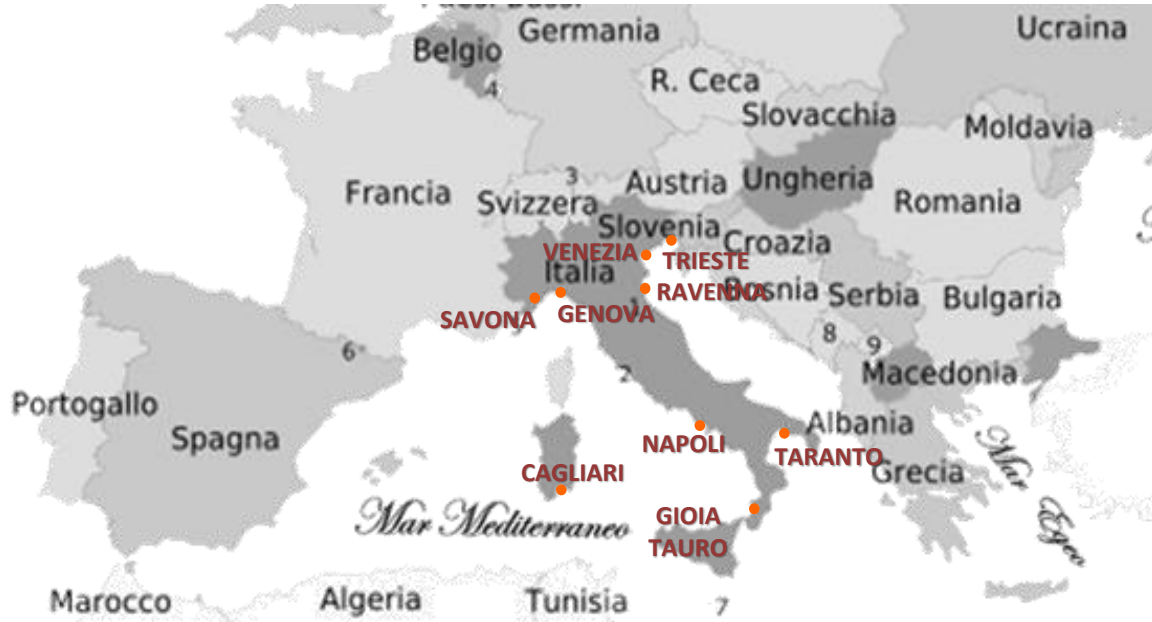 Germania
Ucraina
Belgio
4
R. Ceca
Slovacchia
Moldavia
3
Francia
Svizzera
Austria
Ungheria
Romania
Slovenia
Croazia
VENEZIA
TRIESTE
Italia
RAVENNA
Bosnia
Serbia
Bulgaria
SAVONA
GENOVA
1
8
9
6
2
Macedonia
Portogallo
Spagna
NAPOLI
Albania
TARANTO
CAGLIARI
Grecia
Mar Egeo
Mar Mediterraneo
GIOIA
TAURO
Marocco
Algeria
Tunisia
7